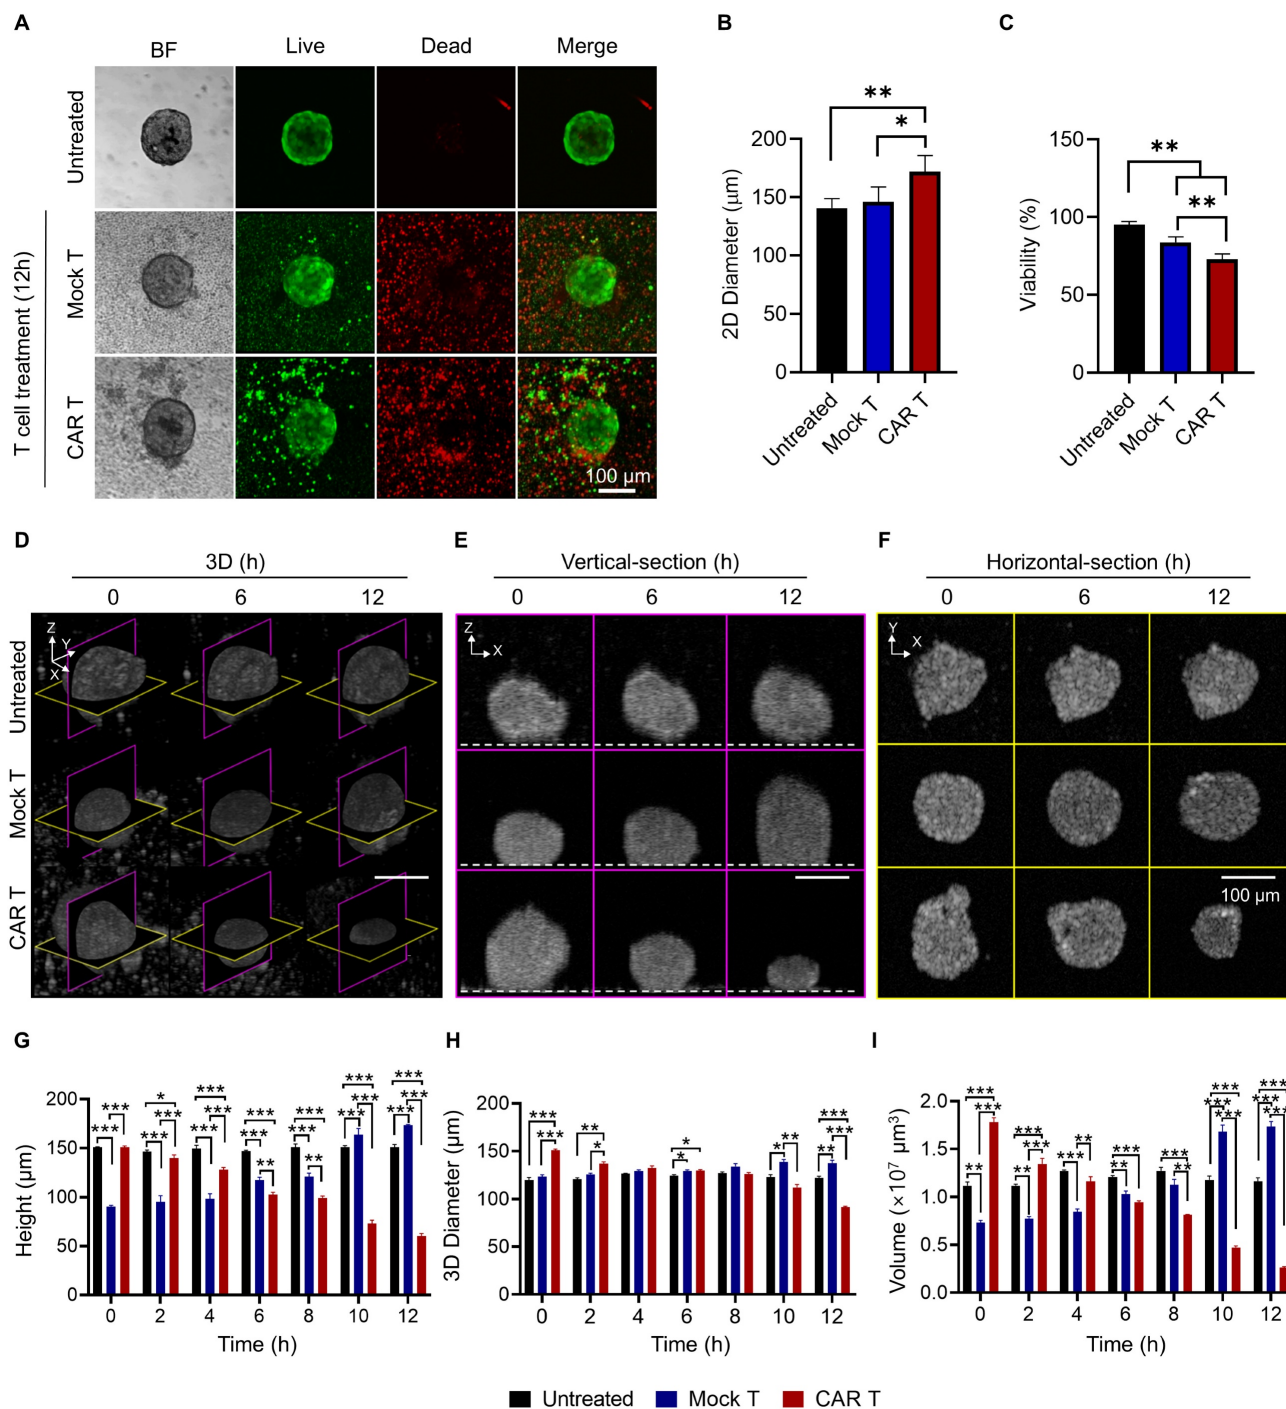 A
BF Live Dead Merge
Untreated
T cell treatment (12h)
Mock T
CAR T
100 µm
B
** 
*
2D Diameter (µm)
200
150
100
50
0
Untreated Mock T CAR T
C
**
**
Viability (%)
150
100
50
0
Untreated Mock T CAR T
D
3D (h)
0 6 12
Z
Y
X
Untreated
Mock T
CAR T
E
Vertical-section (h)
0 6 12
Z
X
F
Horizontal-section (h)
0 6 12
Y
X
100 µm
G
Height (µm)
200
150
100
50
0
*** *** * *** *** *** *** *** *** *** ** *** *** ** *** *** *** *** *** ***
0 2 4 6 8 10 12
Time (h)
H
3D Diameter (µm)
200
150
100
50
0
*** *** ** * * * * ** *** *** **
0 2 4 6 8 10 12
Time (h)
I
Volume (×10⁷ µm³)
2.0
1.5
1.0
0.5
0.0
*** *** ** *** *** ** ** *** *** ** *** ** *** *** *** *** *** ***
0 2 4 6 8 10 12
Time (h)
Untreated Mock T CAR T